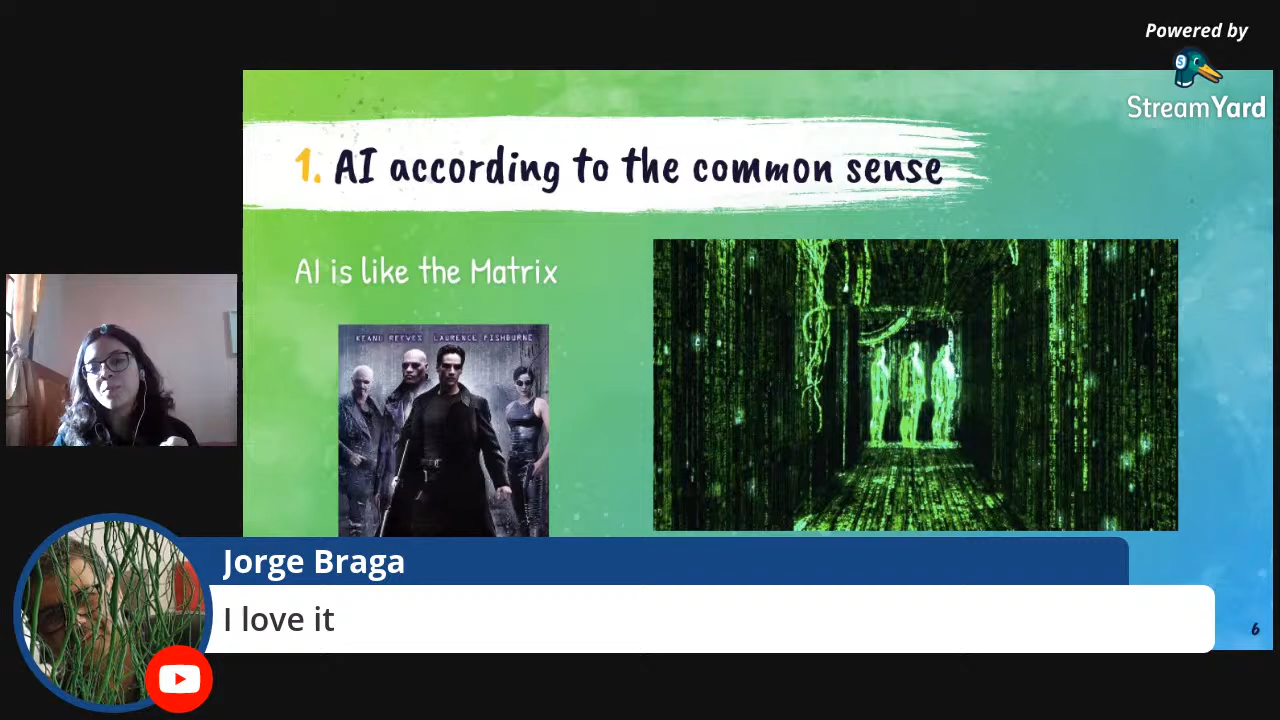 Powered by
StreamYard
1. AI according to the common sense
AI is like the Matrix
KEANU REEVES LAURENCE FISHBURNE
Jorge Braga
I love it
6